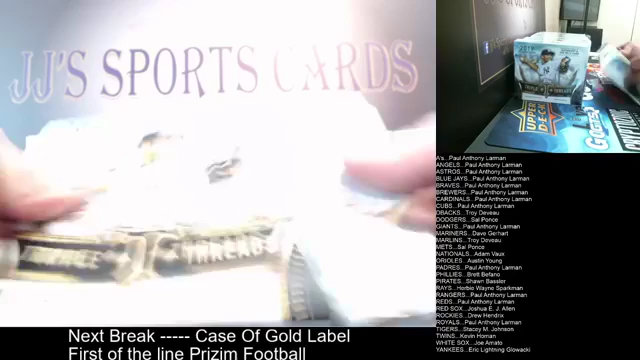 JJ'S SPORTS CARDS
TRIPLE THREADS
UPPER DECK
A's...Paul Anthony Larman
ANGELS...Paul Anthony Larman
ASTROS...Paul Anthony Larman
BLUE JAYS...Paul Anthony Larman
BRAVES...Paul Anthony Larman
BREWERS...Paul Anthony Larman
CARDINALS...Paul Anthony Larman
CUBS...Paul Anthony Larman
DBACKS...Troy Deveau
DODGERS...Sal Ponce
GIANTS...Paul Anthony Larman
MARINERS...Dave Gerhart
MARLINS...Troy Deveau
METS...Sal Ponce
NATIONALS...Adam Vaux
ORIOLES...Austin Young
PADRES...Paul Anthony Larman
PHILLIES...Brett Befano
PIRATES...Shawn Bassler
RAYS...Herbie Wayne Sparkman
RANGERS...Paul Anthony Larman
REDS...Paul Anthony Larman
RED SOX...Joshua E. J. Allen
ROCKIES...Drew Hendrix
ROYALS...Paul Anthony Larman
TIGERS...Stacey M. Johnson
TWINS...Kevin Homan
WHITE SOX...Joe Amato
YANKEES...Eric Lightning Glowacki
Next Break ----- Case Of Gold Label
First of the line Prizim Football